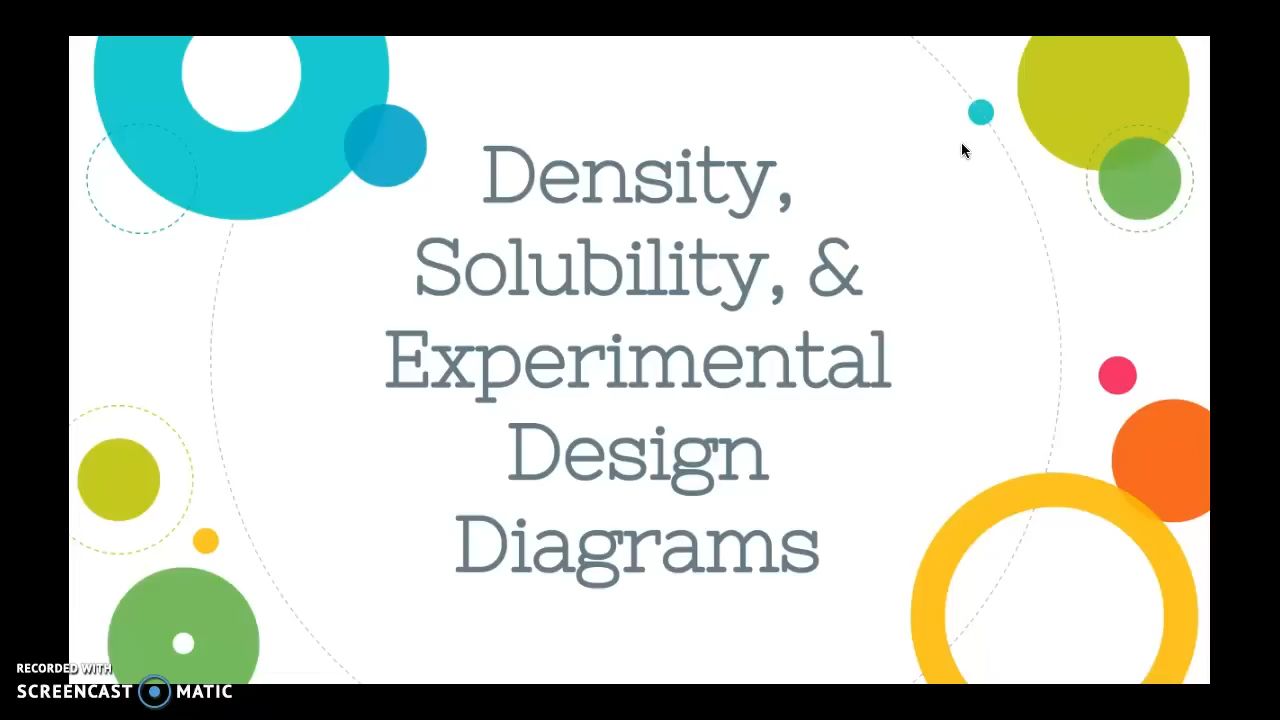 Density,
Solubility, &
Experimental
Design
Diagrams
RECORDED WITH
SCREENCAST MATIC